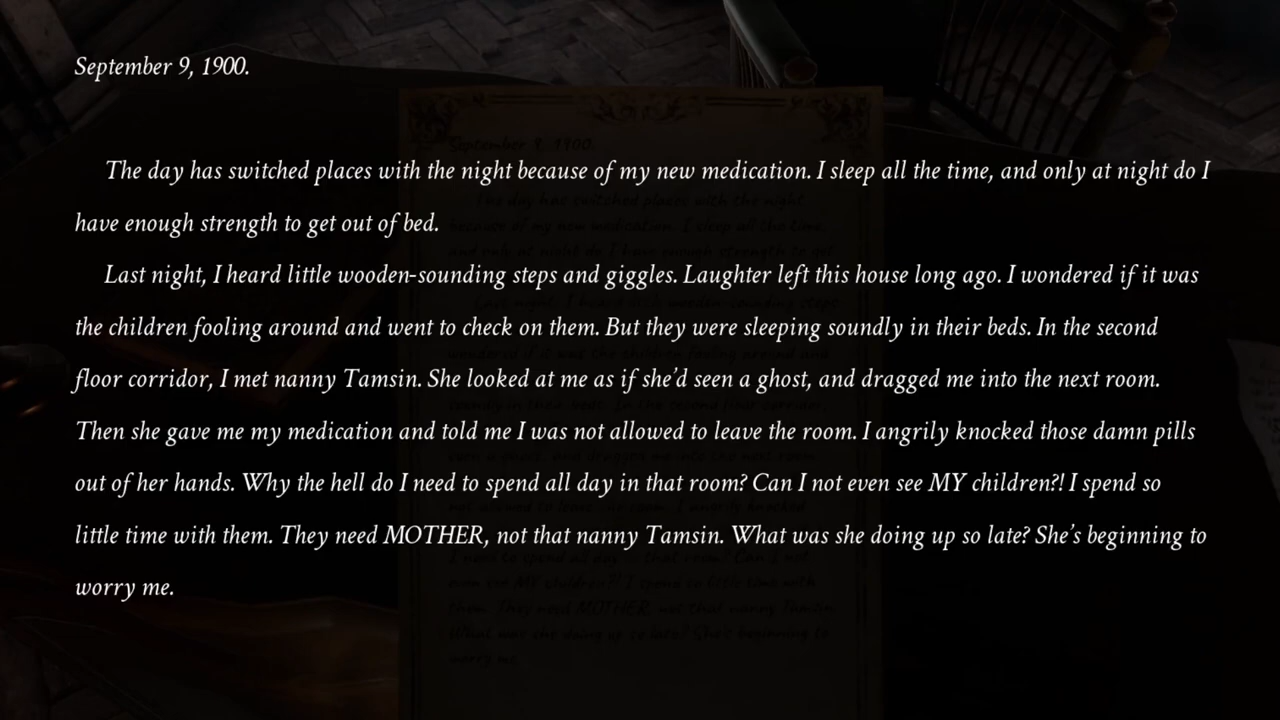 September 9, 1900.
The day has switched places with the night because of my new medication. I sleep all the time, and only at night do I
have enough strength to get out of bed.
Last night, I heard little wooden-sounding steps and giggles. Laughter left this house long ago. I wondered if it was
the children fooling around and went to check on them. But they were sleeping soundly in their beds. In the second
floor corridor, I met nanny Tamsin. She looked at me as if she’d seen a ghost, and dragged me into the next room.
Then she gave me my medication and told me I was not allowed to leave the room. I angrily knocked those damn pills
out of her hands. Why the hell do I need to spend all day in that room? Can I not even see MY children?! I spend so
little time with them. They need MOTHER, not that nanny Tamsin. What was she doing up so late? She’s beginning to
worry me.